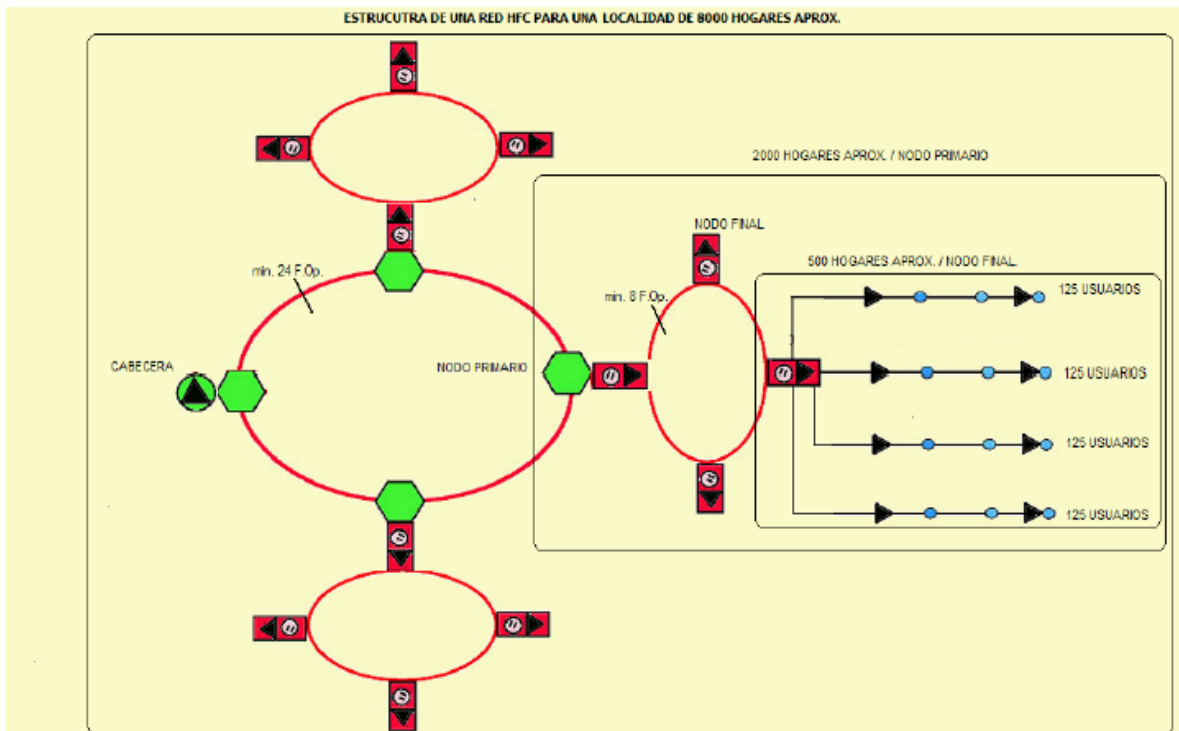 ESTRUCUTRA DE UNA RED HFC PARA UNA LOCALIDAD DE 8000 HOGARES APROX.
2000 HOGARES APROX. / NODO PRIMARIO
NODO FINAL
500 HOGARES APROX. / NODO FINAL.
min. 24 F.Op.
min. 8 F.Op.
125 USUARIOS
CABECERA
NODO PRIMARIO
125 USUARIOS
125 USUARIOS
125 USUARIOS